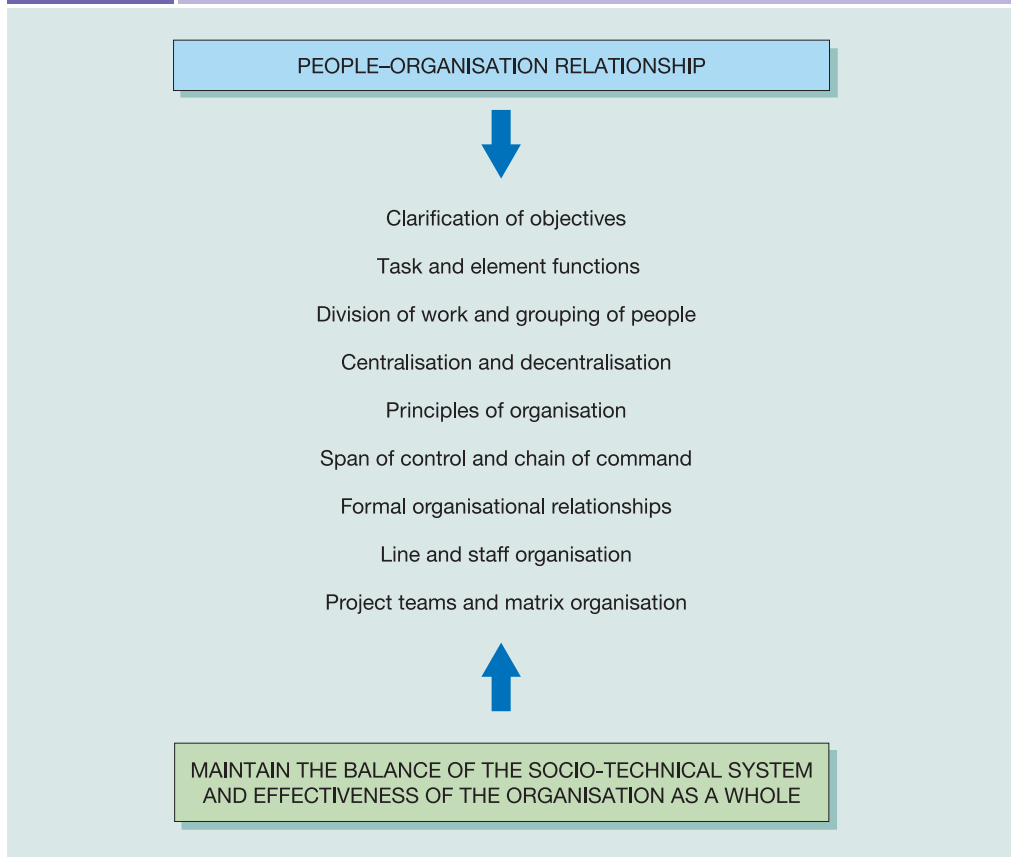 PEOPLE–ORGANISATION RELATIONSHIP
Clarification of objectives
Task and element functions
Division of work and grouping of people
Centralisation and decentralisation
Principles of organisation
Span of control and chain of command
Formal organisational relationships
Line and staff organisation
Project teams and matrix organisation
MAINTAIN THE BALANCE OF THE SOCIO-TECHNICAL SYSTEM
AND EFFECTIVENESS OF THE ORGANISATION AS A WHOLE